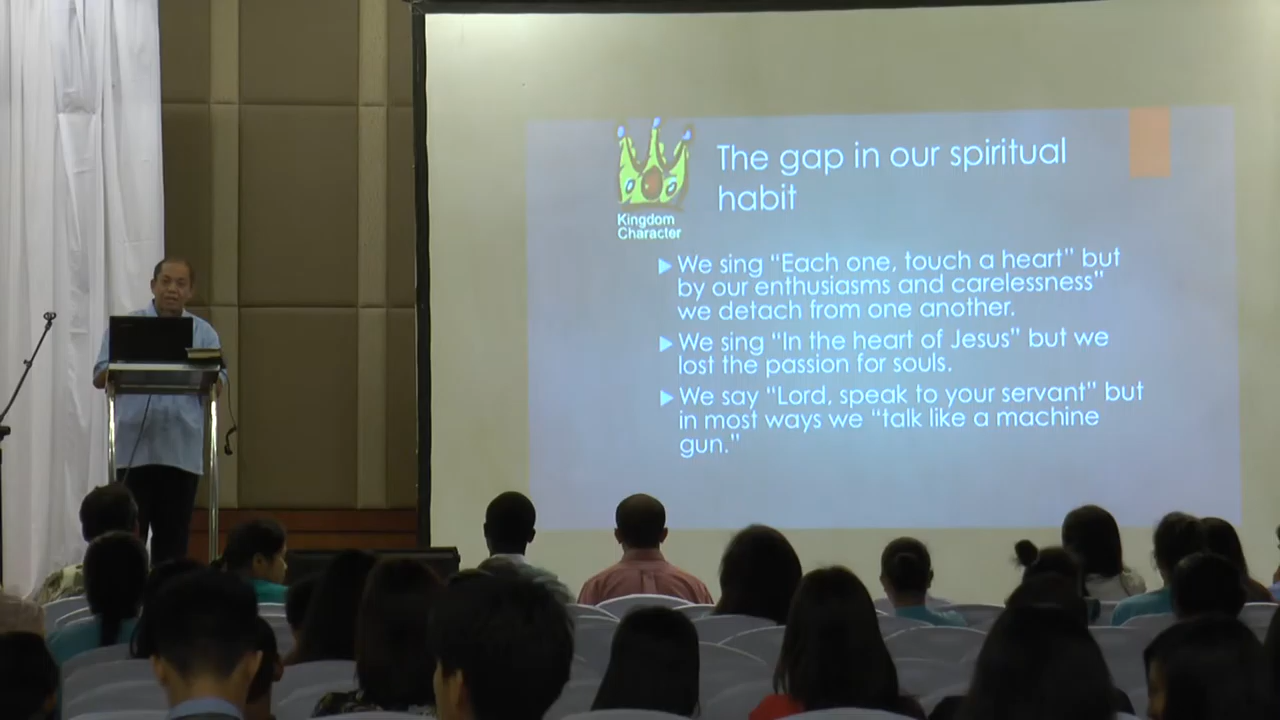 The gap in our spiritual
habit
Kingdom
Character
We sing “Each one, touch a heart” but
by our enthusiasms and carelessness”
we detach from one another.
We sing “In the heart of Jesus” but we
lost the passion for souls.
We say “Lord, speak to your servant” but
in most ways we “talk like a machine
gun.”